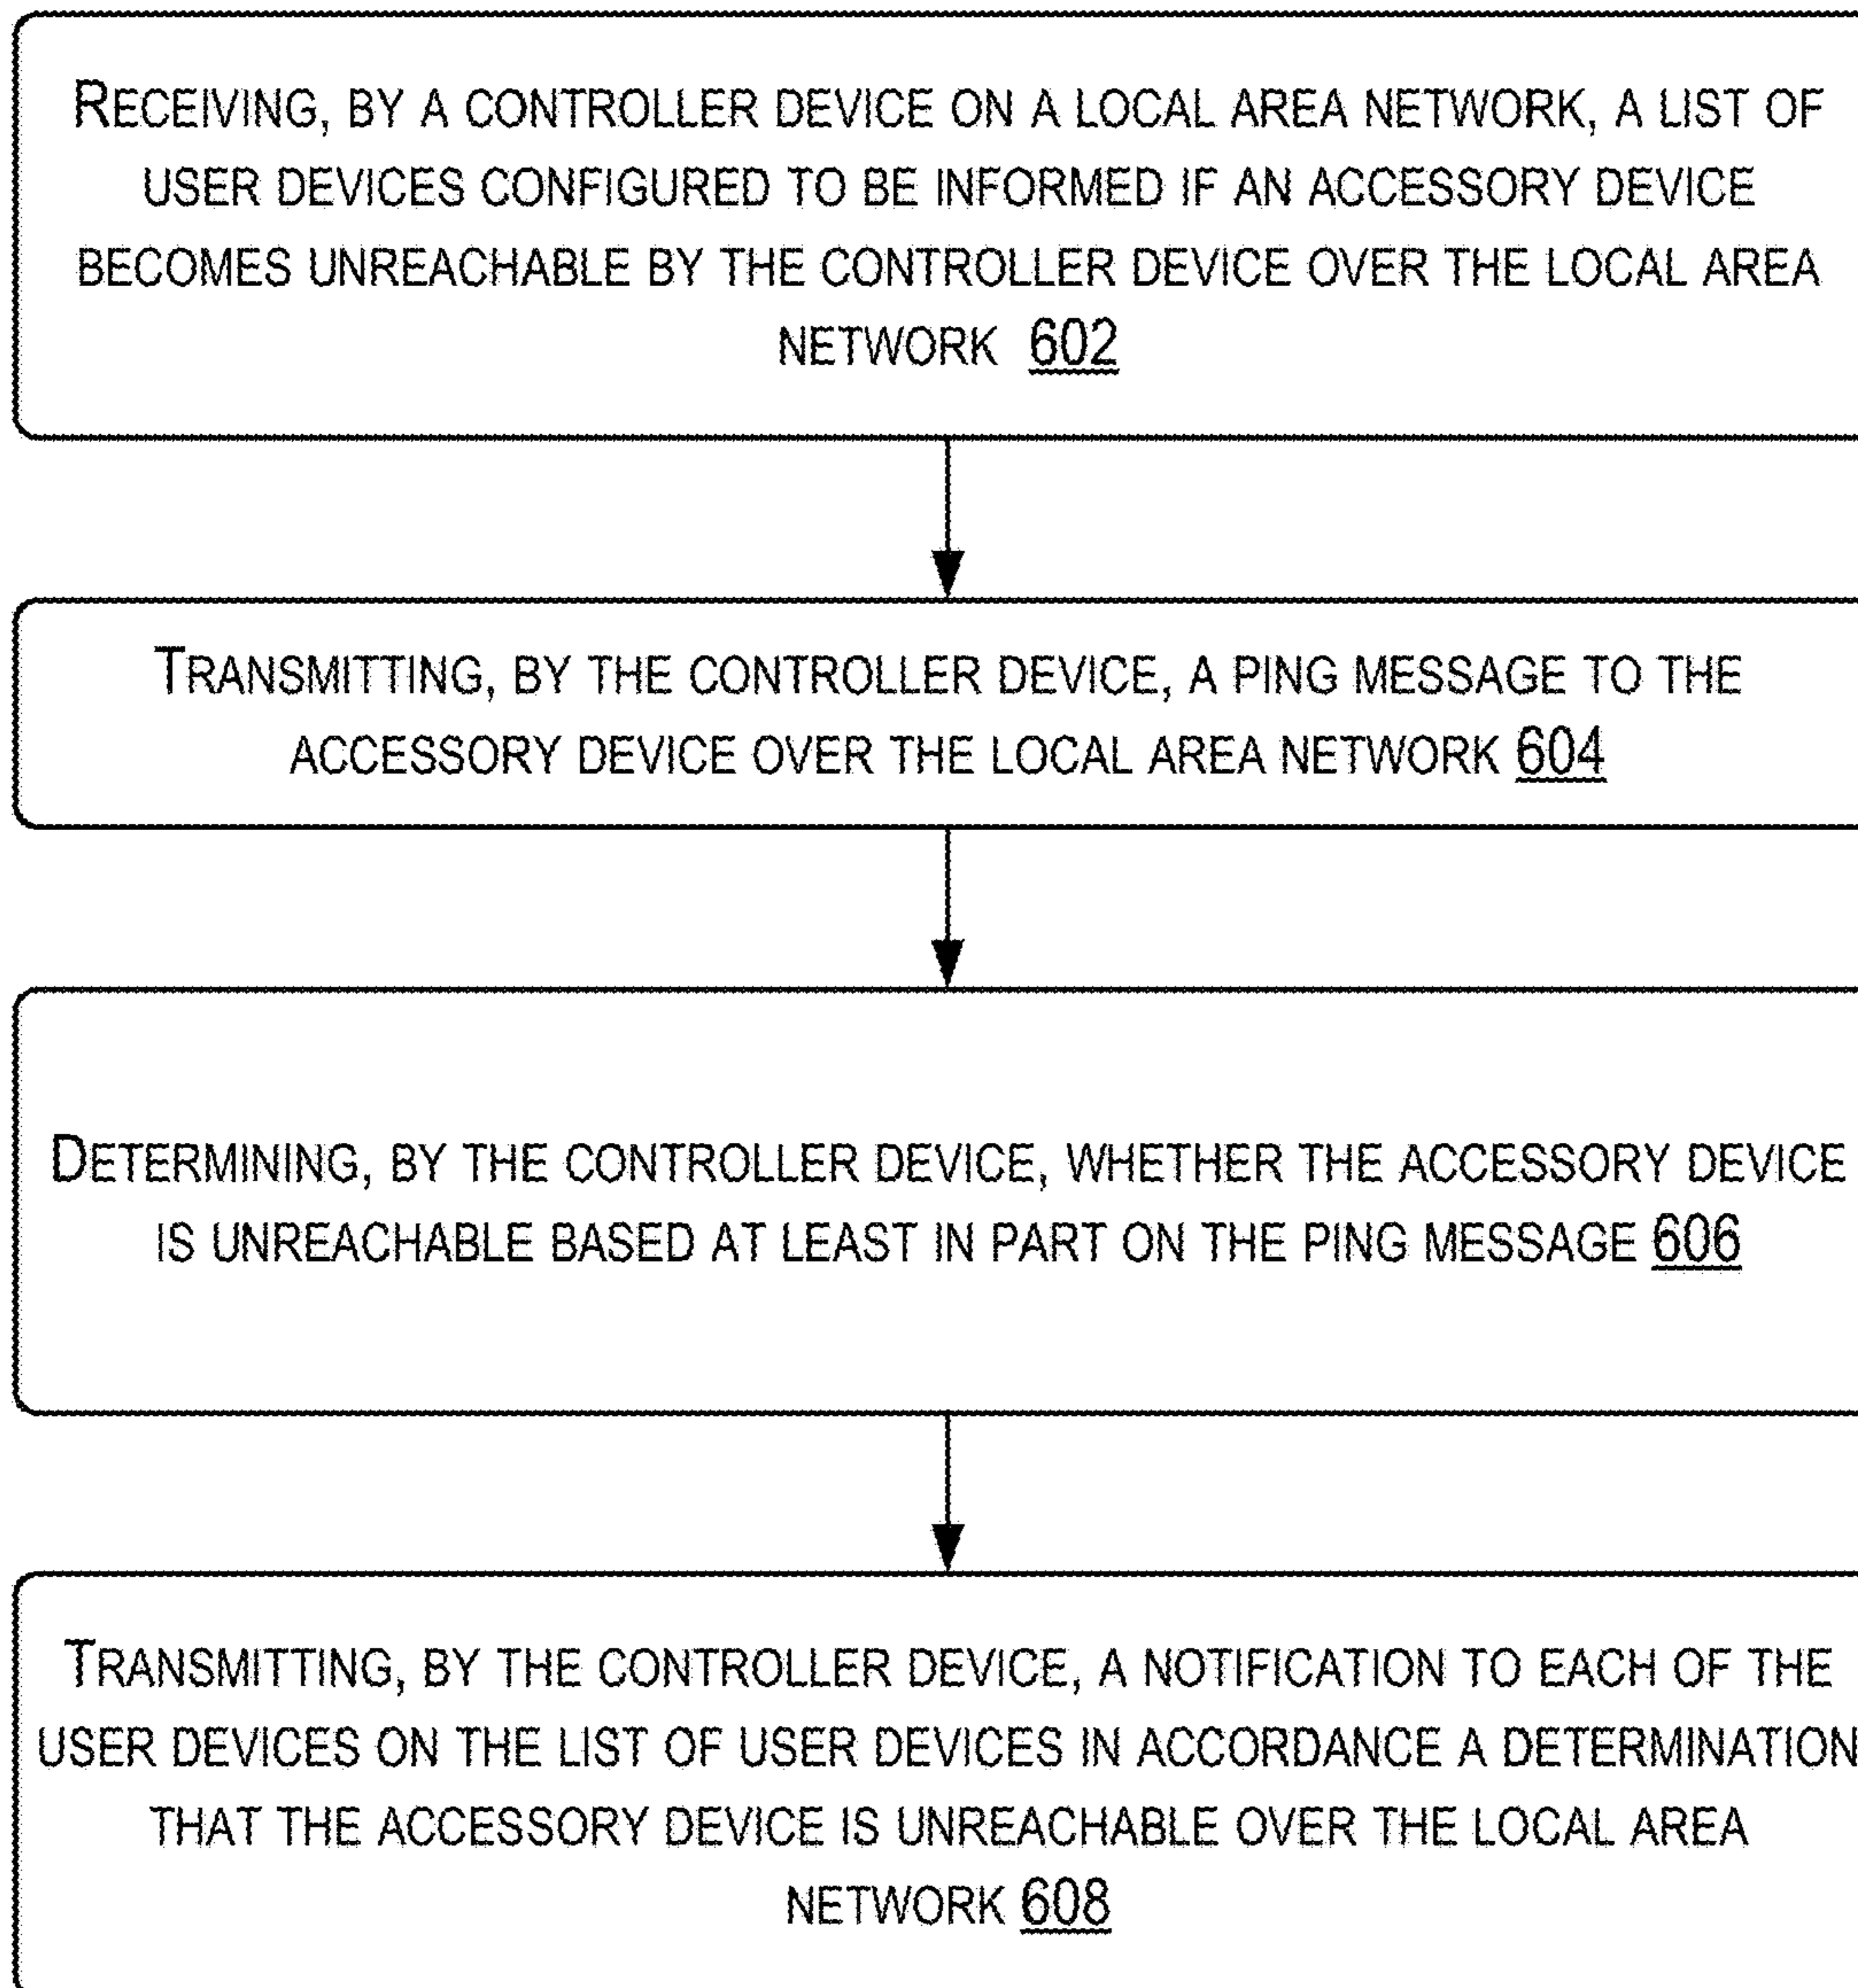 RECEIVING, BY A CONTROLLER DEVICE ON A LOCAL AREA NETWORK, A LIST OF
USER DEVICES CONFIGURED TO BE INFORMED IF AN ACCESSORY DEVICE
BECOMES UNREACHABLE BY THE CONTROLLER DEVICE OVER THE LOCAL AREA
NETWORK 602
TRANSMITTING, BY THE CONTROLLER DEVICE, A PING MESSAGE TO THE
ACCESSORY DEVICE OVER THE LOCAL AREA NETWORK 604
DETERMINING, BY THE CONTROLLER DEVICE, WHETHER THE ACCESSORY DEVICE
IS UNREACHABLE BASED AT LEAST IN PART ON THE PING MESSAGE 606
TRANSMITTING, BY THE CONTROLLER DEVICE, A NOTIFICATION TO EACH OF THE
USER DEVICES ON THE LIST OF USER DEVICES IN ACCORDANCE A DETERMINATION
THAT THE ACCESSORY DEVICE IS UNREACHABLE OVER THE LOCAL AREA
NETWORK 608